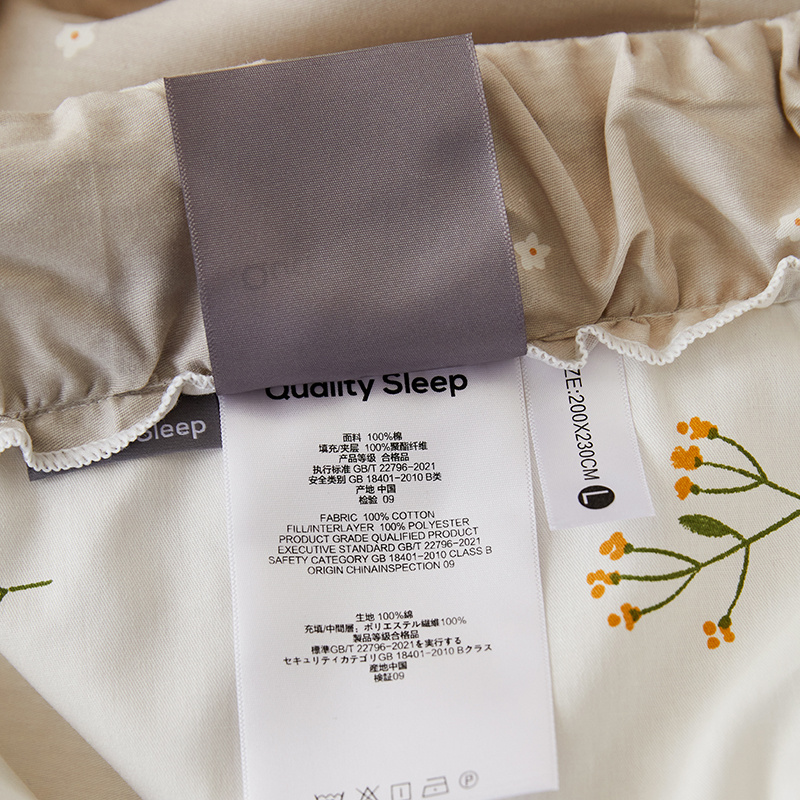 Quality Sleep
Sleep
ZE:200X230CM L
面料 100%棉
填充/夹层 100%聚酯纤维
产品等级 合格品
执行标准 GB/T 22796-2021
安全类别 GB 18401-2010 B类
产地 中国
检验 09
FABRIC 100% COTTON
FILL/INTERLAYER 100% POLYESTER
PRODUCT GRADE QUALIFIED PRODUCT
EXECUTIVE STANDARD GB/T 22796-2021
SAFETY CATEGORY GB 18401-2010 CLASS B
ORIGIN CHINAINSPECTION 09
生地 100%綿
充填/中間層: ポリエステル繊維100%
製品等級合格品
標準GB/T 22796-2021を実行する
セキュリティカテゴリGB 18401-2010 Bクラス
産地中国
検証09